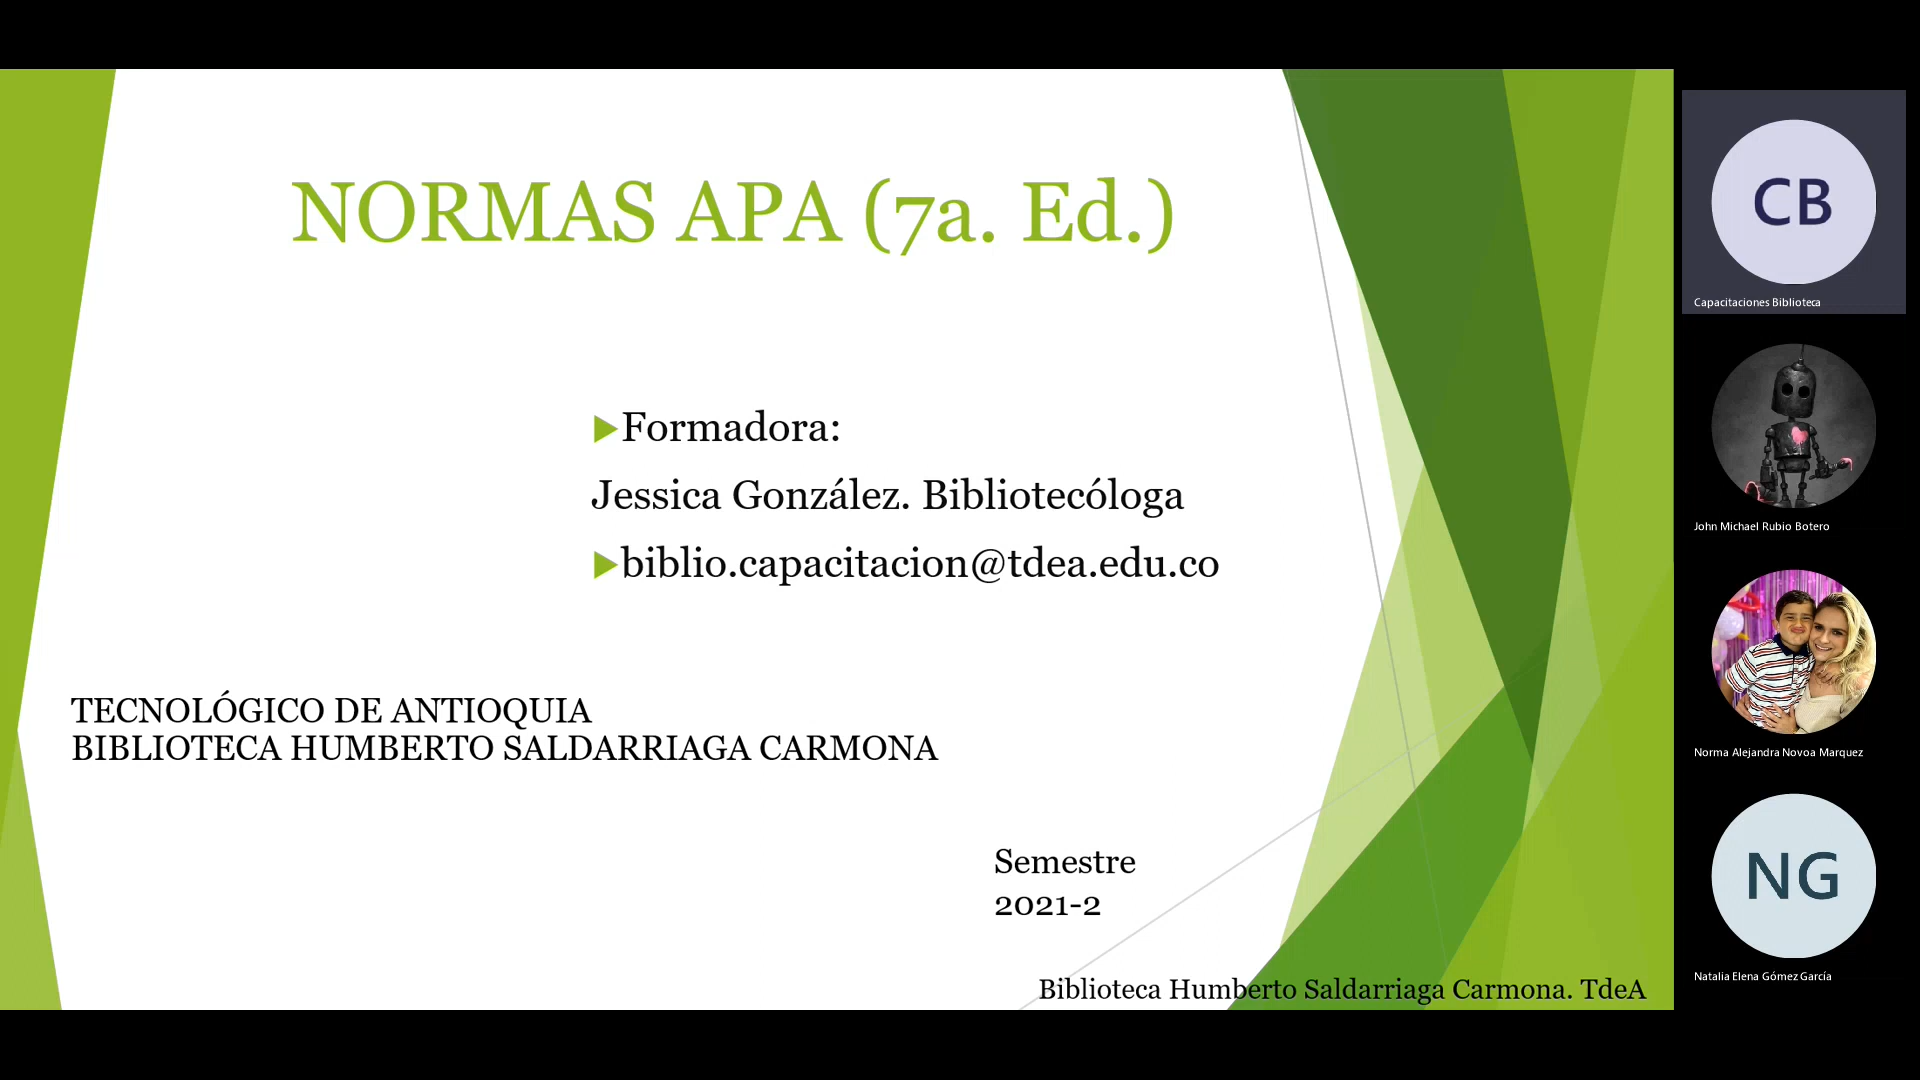 NORMAS APA (7a. Ed.)
Formadora:
Jessica González. Bibliotecóloga
biblio.capacitacion@tdea.edu.co
TECNOLÓGICO DE ANTIOQUIA
BIBLIOTECA HUMBERTO SALDARRIAGA CARMONA
Semestre
2021-2
Biblioteca Humberto Saldarriaga Carmona. TdeA
CB
Capacitaciones Biblioteca
John Michael Rubio Botero
Norma Alejandra Novoa Marquez
NG
Natalia Elena Gómez García